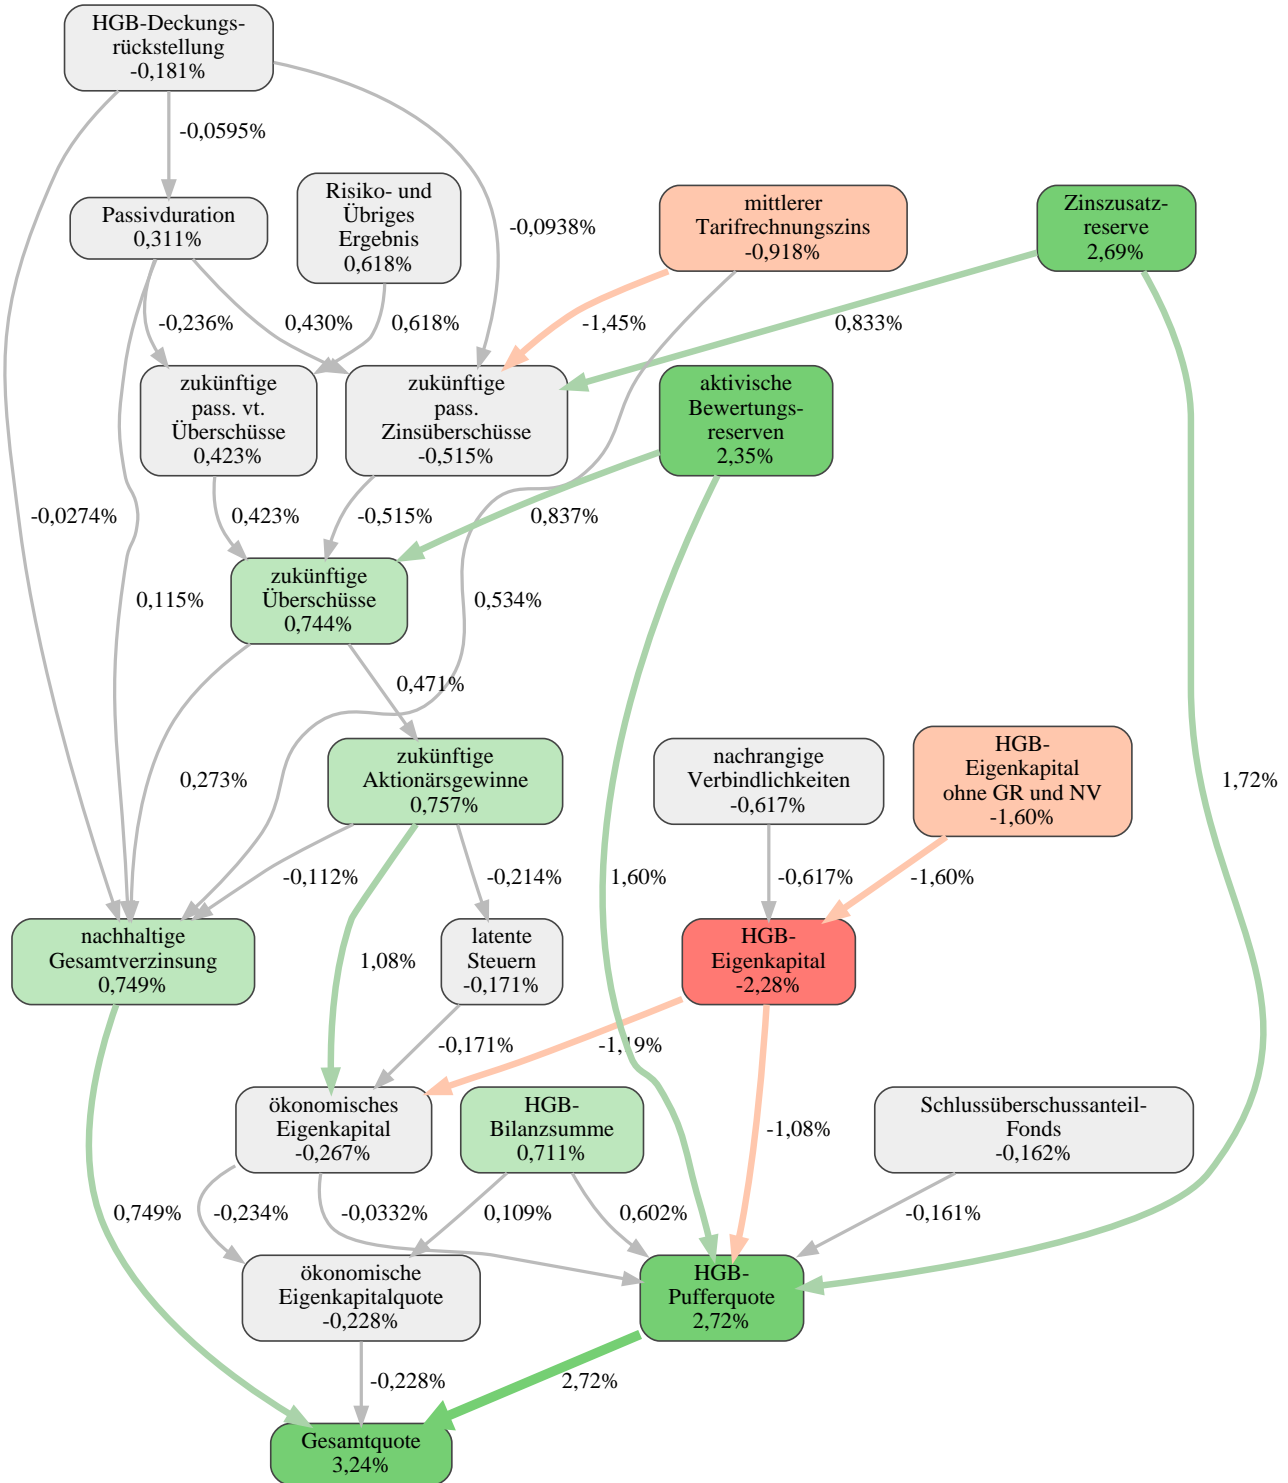 HGB-Deckungs-
rückstellung
-0,181%
-0,0595%
Risiko- und
Übriges
Ergebnis
0,618%
Passivduration
0,311%
-0,0938%
mittlerer
Tarifrechnungszins
-0,918%
Zinszusatz-
reserve
2,69%
-0,236%
0,430%
0,618%
-1,45%
0,833%
zukünftige
pass. vt.
Überschüsse
0,423%
zukünftige
pass.
Zinsüberschüsse
-0,515%
aktivische
Bewertungs-
reserven
2,35%
-0,0274%
0,423%
-0,515%
0,837%
zukünftige
Überschüsse
0,744%
0,115%
0,534%
0,471%
0,273%
zukünftige
Aktionärsgewinne
0,757%
nachrangige
Verbindlichkeiten
-0,617%
HGB-
Eigenkapital
ohne GR und NV
-1,60%
1,72%
-0,112%
-0,214%
1,60%
-0,617%
-1,60%
nachhaltige
Gesamtverzinsung
0,749%
1,08%
latente
Steuern
-0,171%
HGB-
Eigenkapital
-2,28%
-0,171%
-1,19%
ökonomisches
Eigenkapital
-0,267%
HGB-
Bilanzsumme
0,711%
-1,08%
Schlussüberschussanteil-
Fonds
-0,162%
0,749%
-0,234%
-0,0332%
0,109%
0,602%
-0,161%
ökonomische
Eigenkapitalquote
-0,228%
HGB-
Pufferquote
2,72%
-0,228%
2,72%
Gesamtquote
3,24%